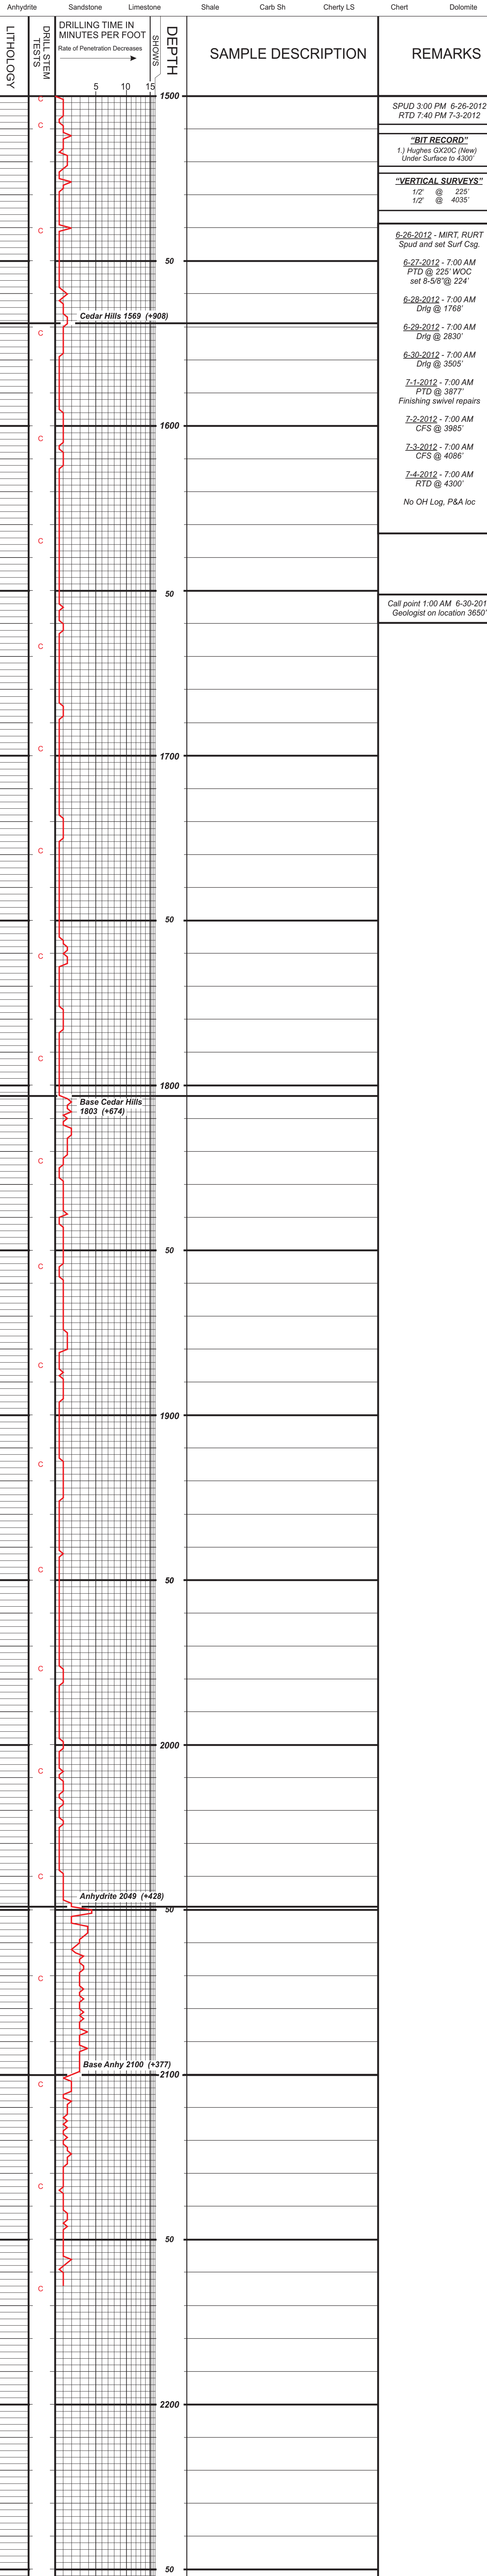 Anhydrite Sandstone Limestone Shale Carb Sh Cherty LS Chert Dolomite
LITHOLOGY
DRILL STEM
TESTS
DRILLING TIME IN
MINUTES PER FOOT
Rate of Penetration Decreases
5 10 15
SHOWS
DEPTH
SAMPLE DESCRIPTION
REMARKS
1500
C
SPUD 3:00 PM 6-26-2012
RTD 7:40 PM 7-3-2012
C
“BIT RECORD”
1.) Hughes GX20C (New)
Under Surface to 4300'
“VERTICAL SURVEYS”
1/2' @ 225'
1/2' @ 4035'
C
6-26-2012 - MIRT, RURT
Spud and set Surf Csg.
50
6-27-2012 - 7:00 AM
PTD @ 225' WOC
set 8-5/8"@ 224'
6-28-2012 - 7:00 AM
Drlg @ 1768'
Cedar Hills 1569 (+908)
6-29-2012 - 7:00 AM
Drlg @ 2830'
C
6-30-2012 - 7:00 AM
Drlg @ 3505'
7-1-2012 - 7:00 AM
PTD @ 3877'
Finishing swivel repairs
7-2-2012 - 7:00 AM
CFS @ 3985'
1600
C
7-3-2012 - 7:00 AM
CFS @ 4086'
7-4-2012 - 7:00 AM
RTD @ 4300'
No OH Log, P&A loc
C
50
Call point 1:00 AM 6-30-201
Geologist on location 3650'
C
C
1700
C
50
C
C
1800
Base Cedar Hills
1803 (+674)
C
50
C
C
1900
C
C
50
C
2000
C
C
Anhydrite 2049 (+428)
50
C
Base Anhy 2100 (+377)
2100
C
C
50
C
2200
50